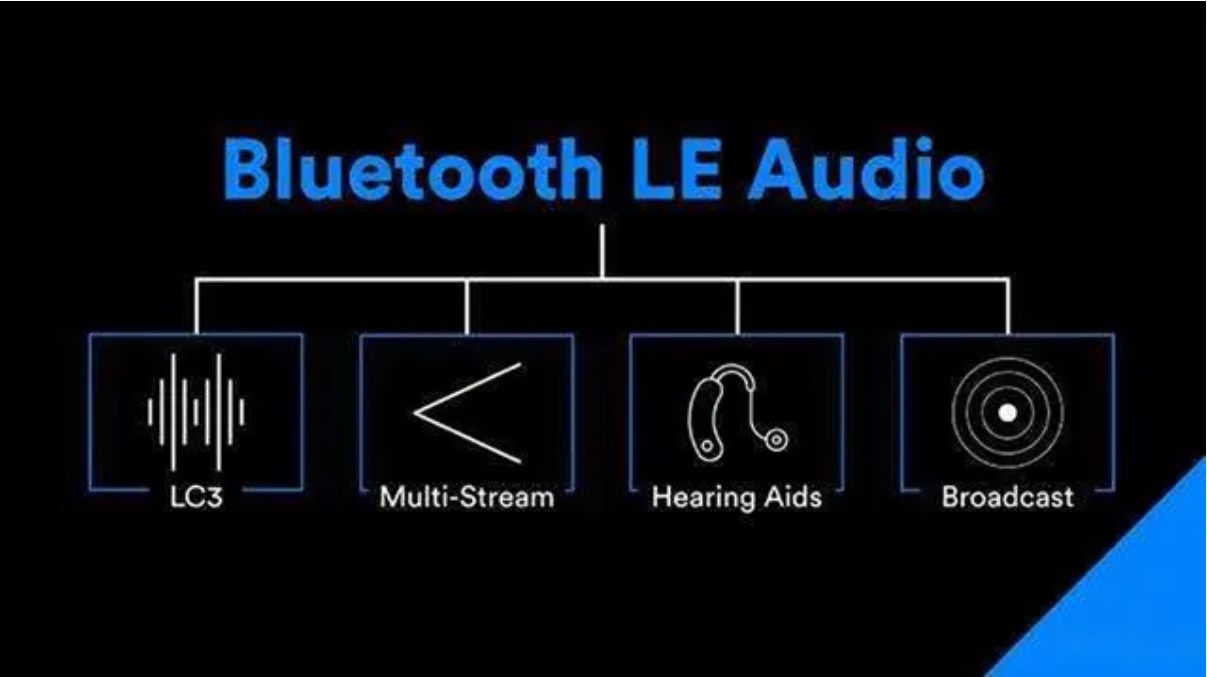 Bluetooth LE Audio
LC3
Multi-Stream
Hearing Aids
Broadcast